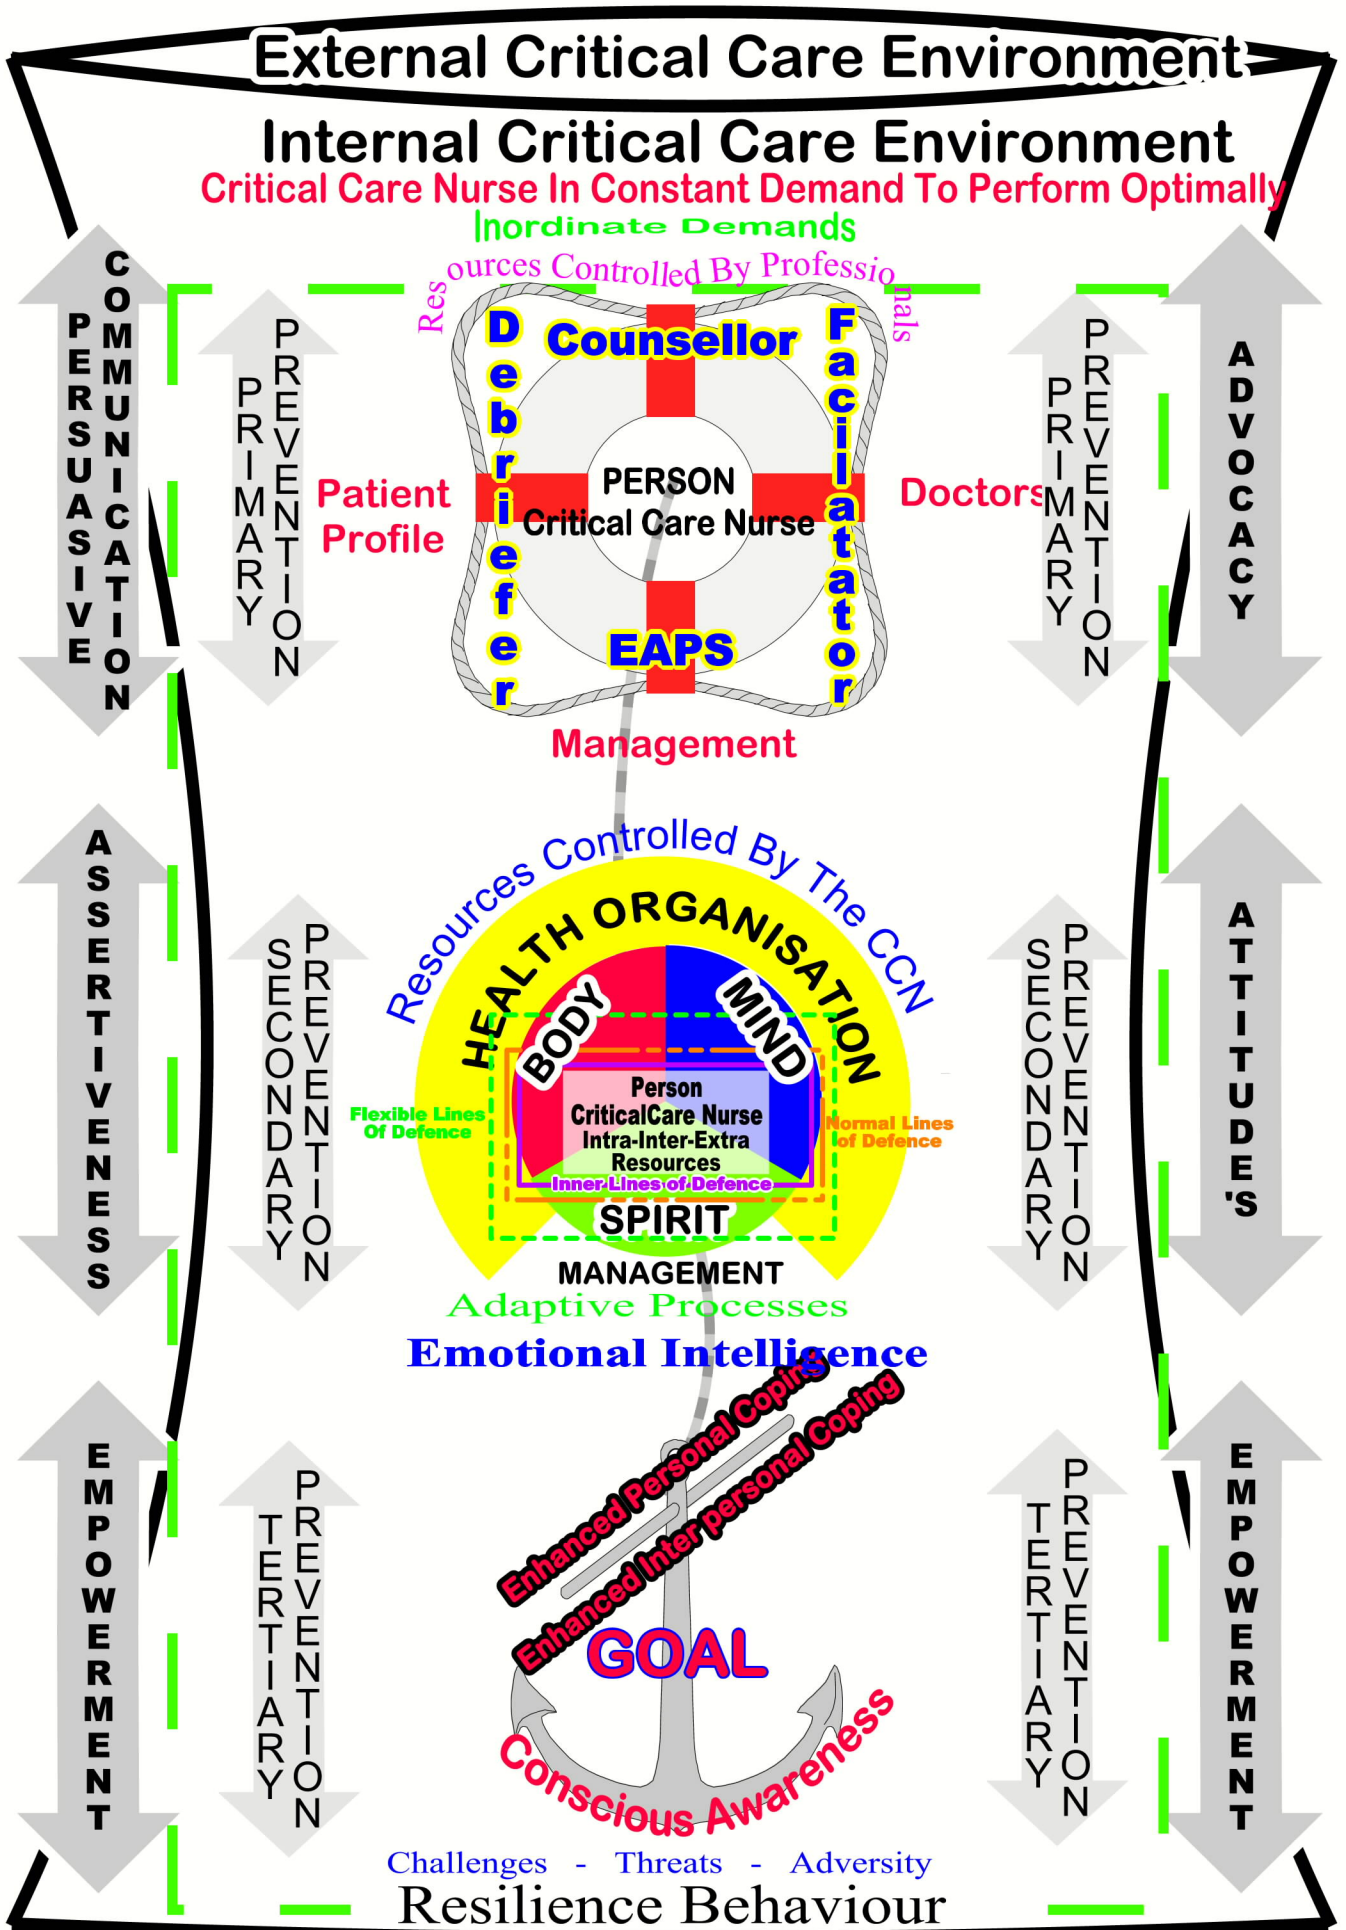 External Critical Care Environment
Internal Critical Care Environment
Critical Care Nurse In Constant Demand To Perform Optimally
Inordinate Demands
Resources Controlled By Professionals
PERSUASIVE
COMMUNICATION
PRIMARY
PREVENTION
Debriefer
Counsellor
Facilatator
PERSON
Critical Care Nurse
EAPS
Patient
Profile
Doctors
Management
PRIMARY
PREVENTION
ADVOCACY
ASSERTIVENESS
SECONDARY
PREVENTION
Resources Controlled By The CCN
HEALTH ORGANISATION
BODY
MIND
Person
CriticalCare Nurse
Intra-Inter-Extra
Resources
Inner Lines of Defence
Flexible Lines
Of Defence
Normal Lines
of Defence
SPIRIT
MANAGEMENT
Adaptive Processes
Emotional Intelligence
SECONDARY
PREVENTION
ATTITUDE'S
EMPOWERMENT
TERTIARY
PREVENTION
Enhanced Personal Coping
Enhanced Inter personal Coping
GOAL
Conscious Awareness
TERTIARY
PREVENTION
EMPOWERMENT
Challenges - Threats - Adversity
Resilience Behaviour